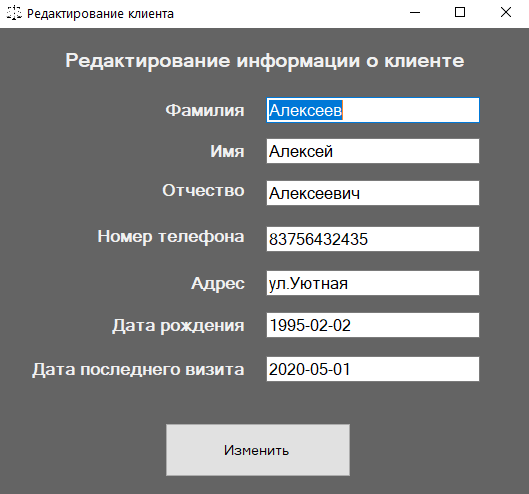 Редактирование клиента
Редактирование информации о клиенте
Фамилия Алексеев
Имя Алексей
Отчество Алексеевич
Номер телефона 83756432435
Адрес ул.Уютная
Дата рождения 1995-02-02
Дата последнего визита 2020-05-01
Изменить